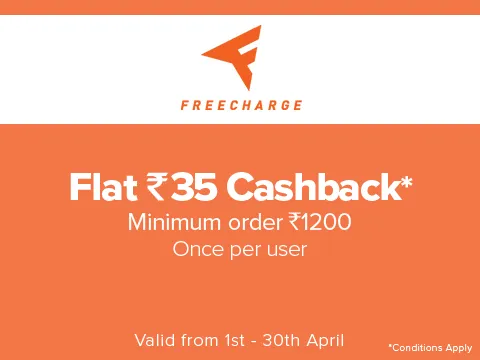 FREECHARGE
Flat ₹35 Cashback*
Minimum order ₹1200
Once per user
Valid from 1st - 30th April
*Conditions Apply